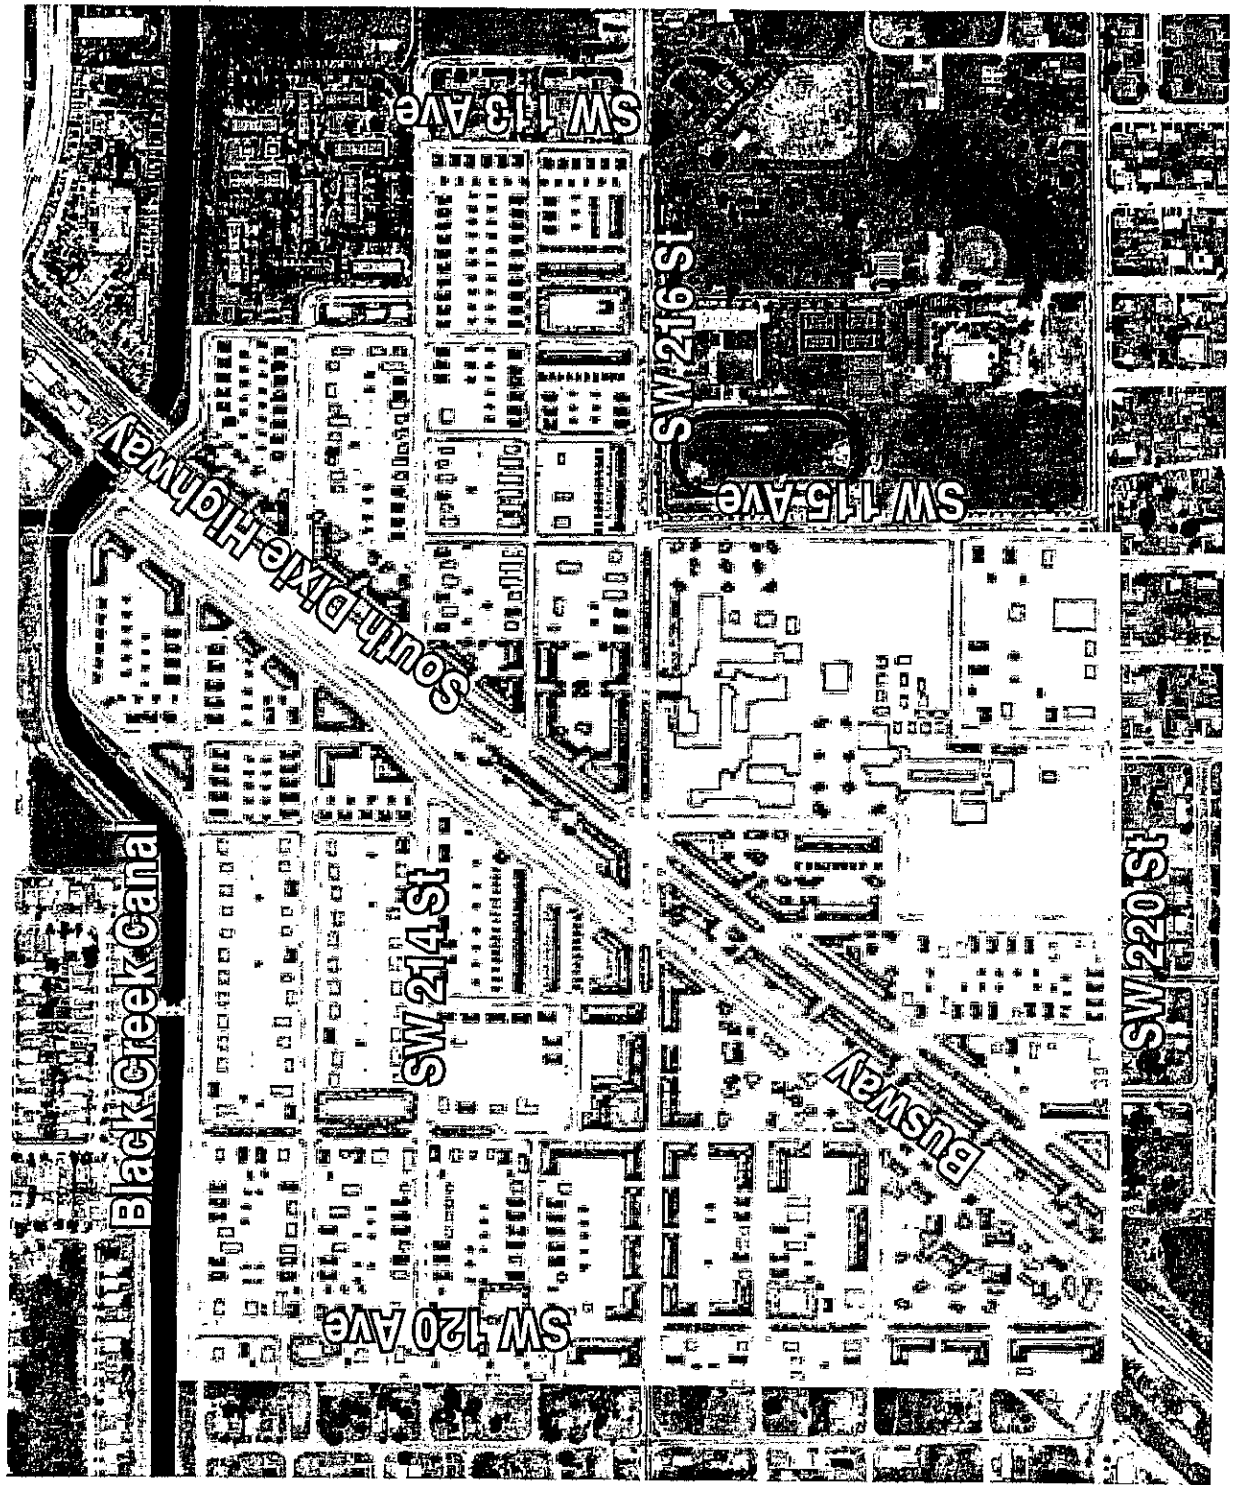 SW 113 Ave
SW 216 St
South Dixie Highway
SW 115 Ave
Black Creek Canal
SW 214 St
SW 220 St
Busway
SW 120 Ave